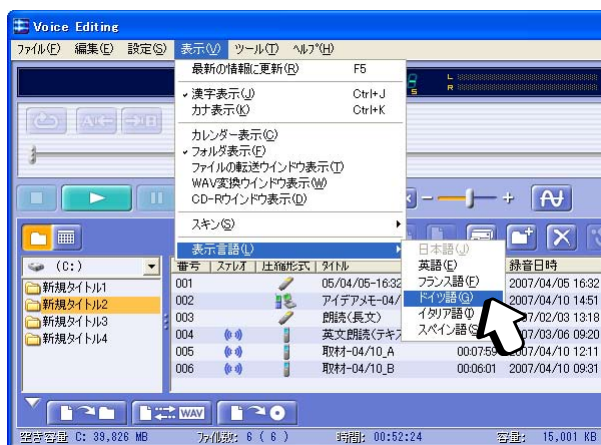 Voice Editing
ファイル(F) 編集(E) 設定(S) 表示(V) ツール(T) ヘルプ(H)
最新の情報に更新(R) F5
漢字表示(J) Ctrl+J
カナ表示(K) Ctrl+K
カレンダー表示(C)
フォルダ表示(F)
ファイルの転送ウインドウ表示(T)
WAV変換ウインドウ表示(W)
CD-Rウインドウ表示(D)
スキン(S)
表示言語(L)
日本語(J)
英語(E)
フランス語(F)
ドイツ語(G)
イタリア語(I)
スペイン語(S)
L
R
A B
(C:)
新規タイトル1
新規タイトル2
新規タイトル3
新規タイトル4
番号 ステレオ 圧縮形式 タイトル 録音日時
001 05/04/05-16:32 2007/04/05 16:32
002 アイデアメモ-04/ 2007/04/10 14:51
003 朗読(長文) 07/02/03 13:18
004 英文朗読(テキス 07/03/06 09:20
005 取材-04/10_A 00:07:59 2007/04/10 12:11
006 取材-04/10_B 00:06:01 2007/04/10 09:31
WAV
空き容量 C: 39,826 MB ファイル数: 6 ( 6 ) 時間: 00:52:24 容量: 15,001 KB